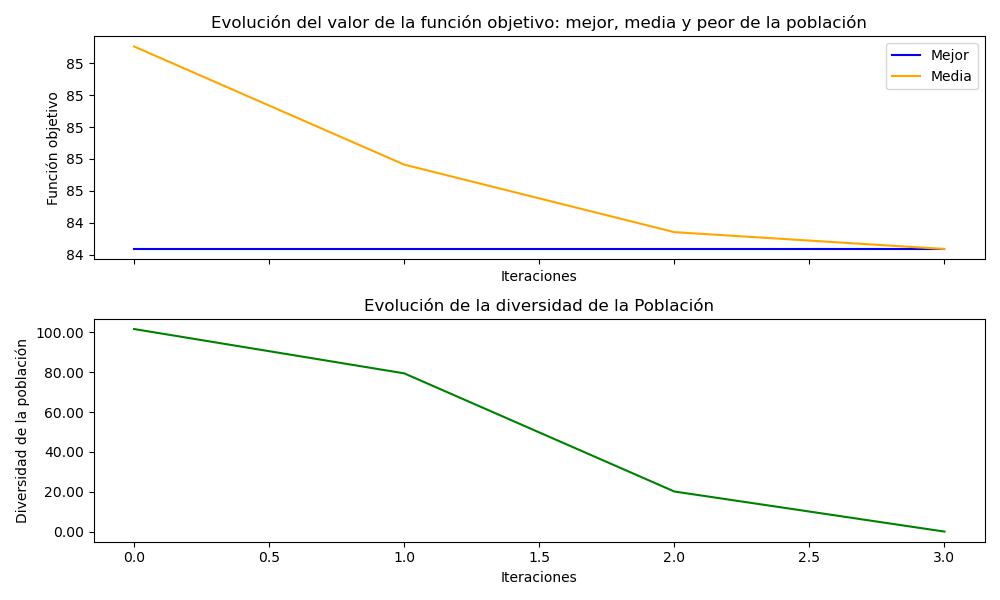 Evolución del valor de la función objetivo: mejor, media y peor de la población
Mejor
Media
85
85
85
85
85
84
84
Función objetivo
Iteraciones
Evolución de la diversidad de la Población
100.00
80.00
60.00
40.00
20.00
0.00
Diversidad de la población
0.0 0.5 1.0 1.5 2.0 2.5 3.0
Iteraciones